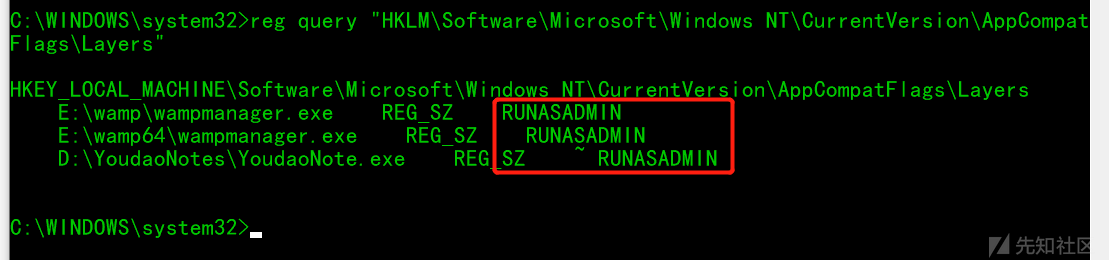 C:\WINDOWS\system32>reg query "HKLM\Software\Microsoft\Windows NT\CurrentVersion\AppCompat
Flags\Layers"
HKEY_LOCAL_MACHINE\Software\Microsoft\Windows NT\CurrentVersion\AppCompatFlags\Layers
E:\wamp\wampmanager.exe REG_SZ RUNASADMIN
E:\wamp64\wampmanager.exe REG_SZ RUNASADMIN
D:\YoudaoNotes\YoudaoNote.exe REG_SZ ~ RUNASADMIN
C:\WINDOWS\system32>
先知社区